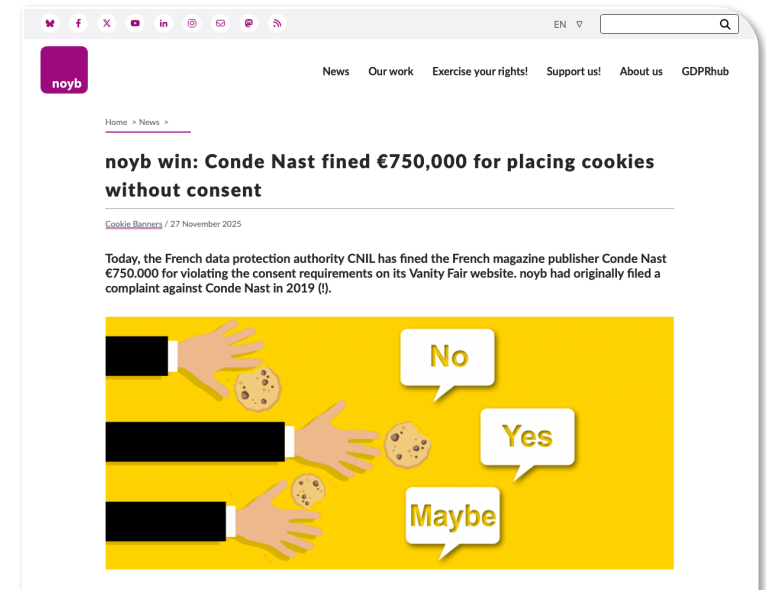 EN
noyb
News Our work Exercise your rights! Support us! About us GDPRhub
Home > News >
noyb win: Conde Nast fined €750,000 for placing cookies
without consent
Cookie Banners / 27 November 2025
Today, the French data protection authority CNIL has fined the French magazine publisher Conde Nast
€750.000 for violating the consent requirements on its Vanity Fair website. noyb had originally filed a
complaint against Conde Nast in 2019 (!).
No
Yes
Maybe